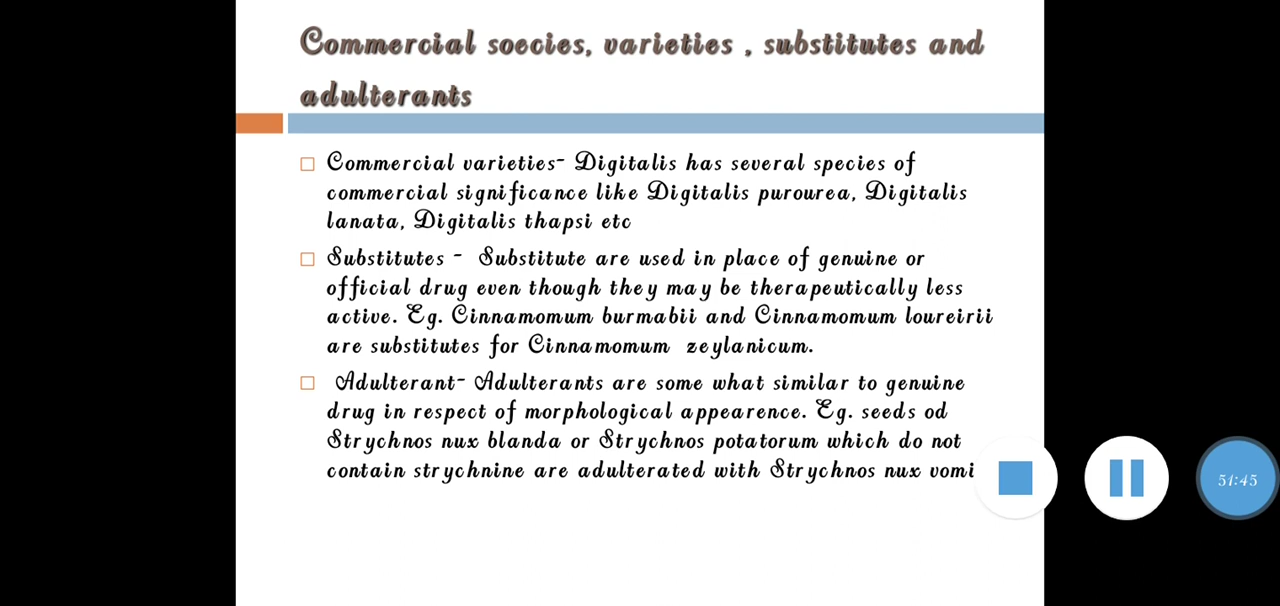 Commercial soecies, varieties , substitutes and
adulterants
Commercial varieties- Digitalis has several species of
commercial significance like Digitalis purourea, Digitalis
lanata, Digitalis thapsi etc
Substitutes - Substitute are used in place of genuine or
official drug even though they may be therapeutically less
active. Eg. Cinnamomum burmabii and Cinnamomum loureirii
are substitutes for Cinnamomum zeylanicum.
Adulterant- Adulterants are some what similar to genuine
drug in respect of morphological appearence. Eg. seeds od
Strychnos nux blanda or Strychnos potatorum which do not
contain strychnine are adulterated with Strychnos nux vomi
51:45